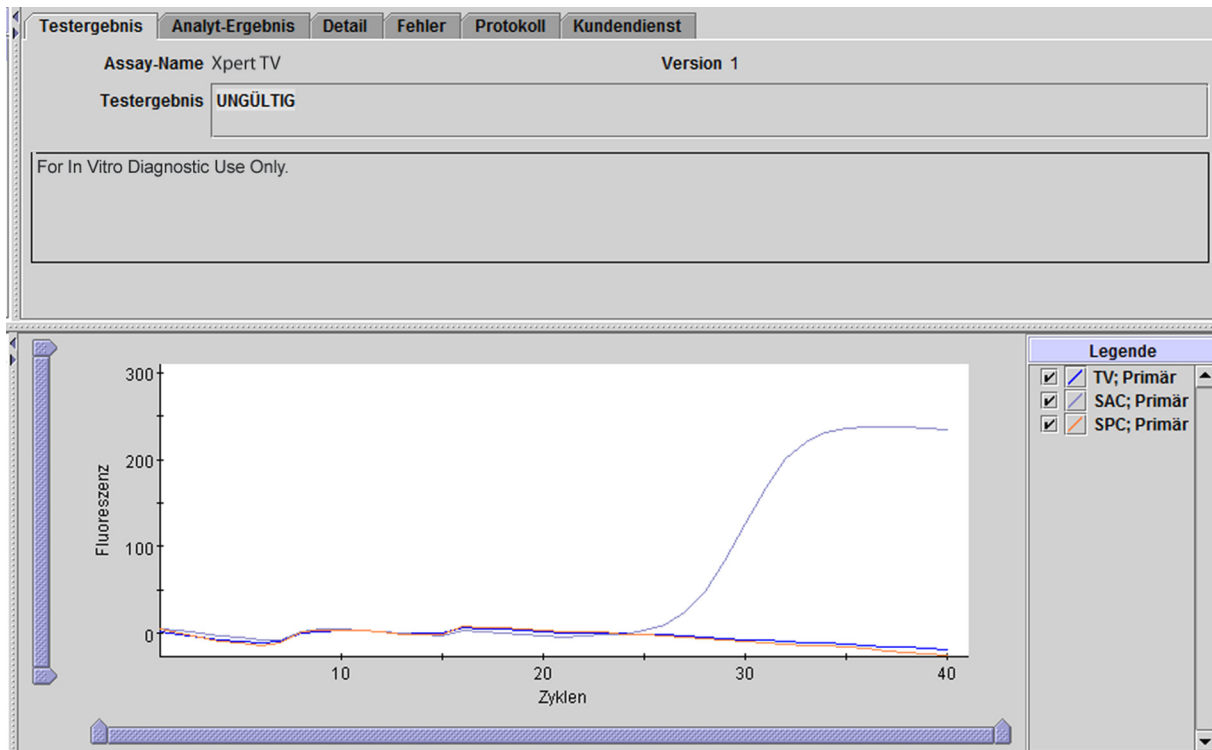 Testergebnis Analyt-Ergebnis Detail Fehler Protokoll Kundendienst
Assay-Name Xpert TV Version 1
Testergebnis UNGÜLTIG
For In Vitro Diagnostic Use Only.
Legende
TV; Primär
SAC; Primär
SPC; Primär
Fluoreszenz
300
200
100
0
10 20 30 40
Zyklen